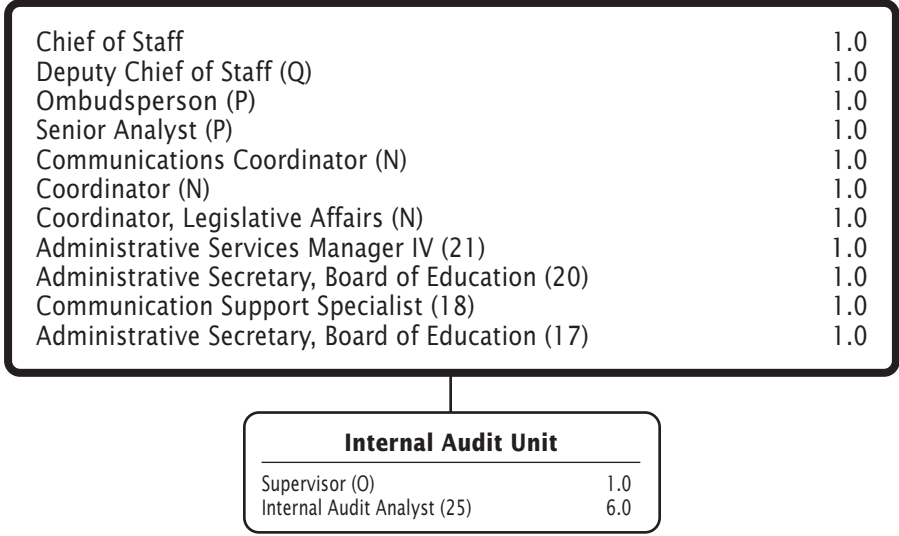 Chief of Staff 1.0
Deputy Chief of Staff (Q) 1.0
Ombudsperson (P) 1.0
Senior Analyst (P) 1.0
Communications Coordinator (N) 1.0
Coordinator (N) 1.0
Coordinator, Legislative Affairs (N) 1.0
Administrative Services Manager IV (21) 1.0
Administrative Secretary, Board of Education (20) 1.0
Communication Support Specialist (18) 1.0
Administrative Secretary, Board of Education (17) 1.0
Internal Audit Unit
Supervisor (O) 1.0
Internal Audit Analyst (25) 6.0